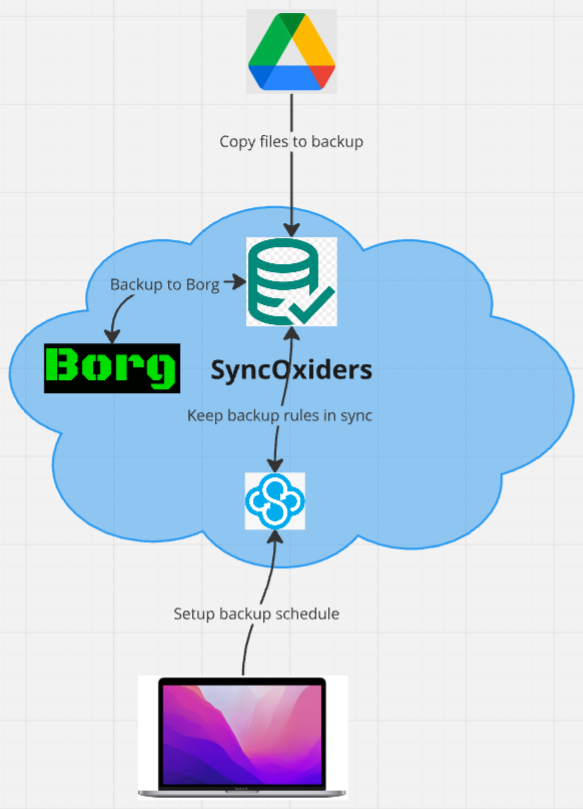 Copy files to backup
Backup to Borg
Borg
SyncOxiders
Keep backup rules in sync
Setup backup schedule